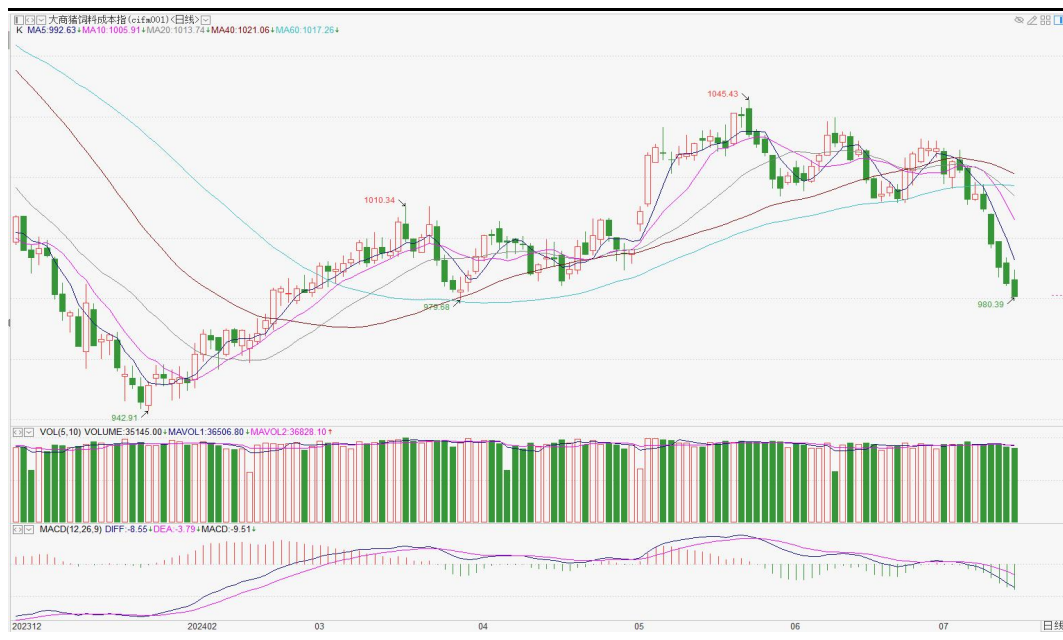 大商猪饲料成本指(cifm001)<日线>
K MA5:992.63↓MA10:1005.91↓MA20:1013.74↓MA40:1021.06↓MA60:1017.26↓
1045.43
1010.34
979.68
980.39
942.91
VOL(5,10) VOLUME:35145.00↓MAVOL1:36506.80↓MAVOL2:36828.10↑
MACD(12,26,9) DIFF:-8.55↓DEA:-3.79↓MACD:-9.51↓
202312 202402 03 04 05 06 07 日线